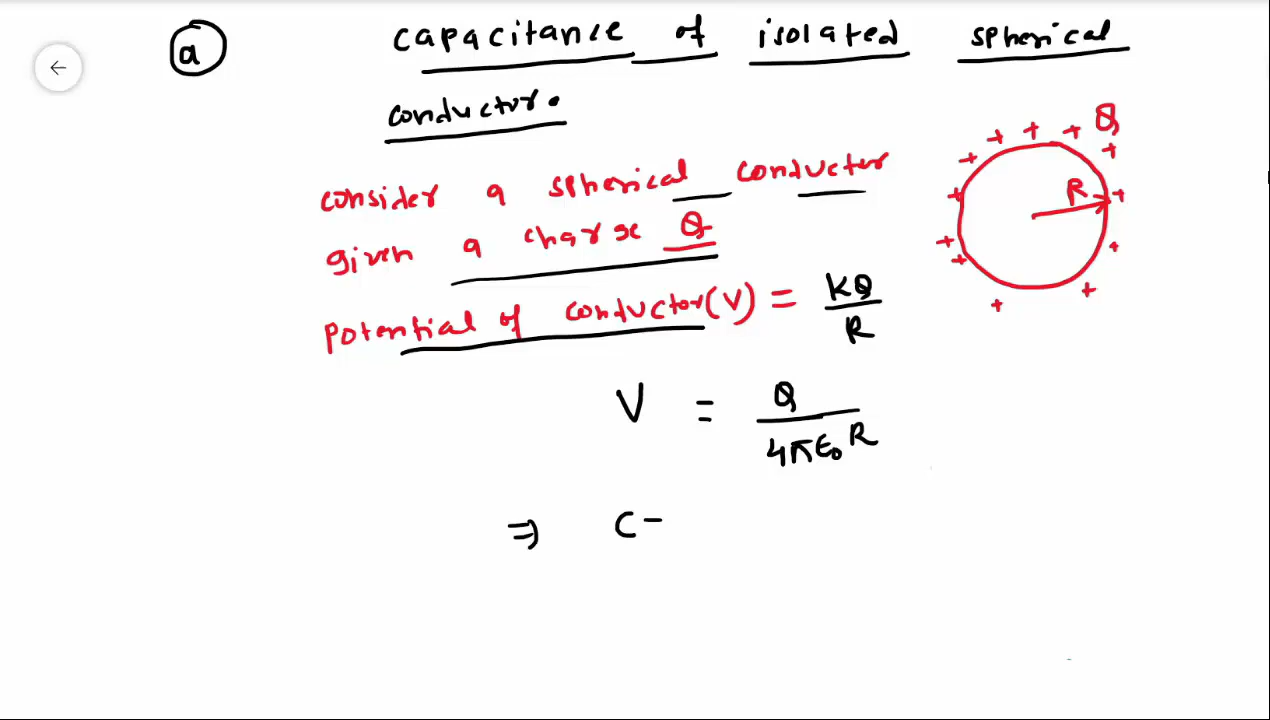 a
capacitance of isolated spherical
conductor.
Q
consider a spherical conductor
R
given a charge Q
potential of conductor (V) = KQ/R
V = Q/4πε₀R
⇒ C -